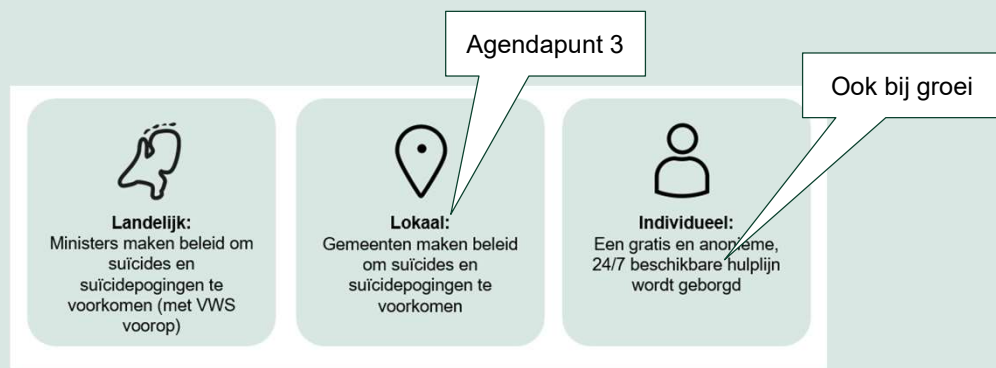 Agendapunt 3
Ook bij groei
Landelijk:
Ministers maken beleid om
suïcides en
suïcidepogingen te
voorkomen (met VWS
voorop)
Lokaal:
Gemeenten maken beleid
om suïcides en
suïcidepogingen te
voorkomen
Individueel:
Een gratis en anonieme,
24/7 beschikbare hulplijn
wordt geborgd